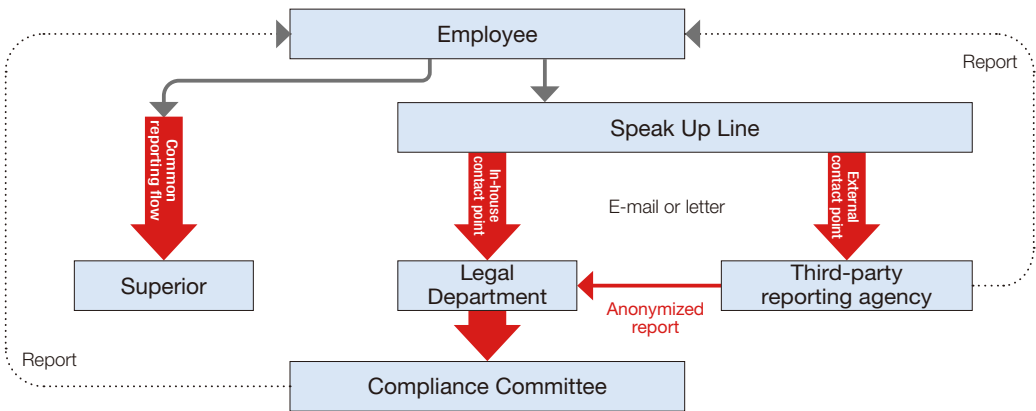 Employee
Report
Speak Up Line
Common
reporting flow
In-house
contact point
External
contact point
E-mail or letter
Superior
Legal
Department
Third-party
reporting agency
Anonymized
report
Report
Compliance Committee